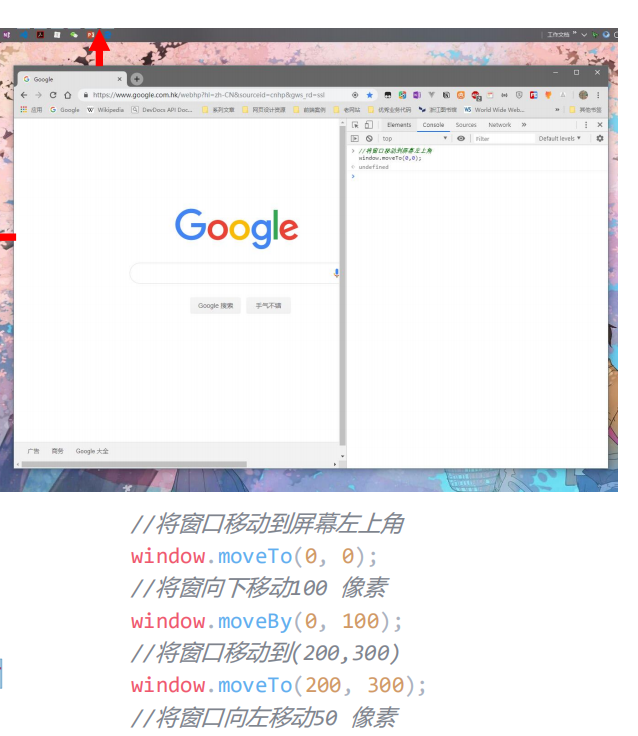 工作文档
Google
https://www.google.com.hk/webhp?hl=zh-CN&sourceid=cnhp&gws_rd=ssl
应用 Google Wikipedia DevDocs API Doc... 系列文章 网页设计资源 前端案例 老网站 优秀业务代码 浙江图书馆 World Wide Web... 其他书签
Elements Console Sources Network
top Filter Default levels
//将窗口移动到屏幕左上角
window.moveTo(0,0);
undefined
Google
Google 搜索 手气不错
广告 商务 Google 大全
//将窗口移动到屏幕左上角
window.moveTo(0, 0);
//将窗向下移动100 像素
window.moveBy(0, 100);
//将窗口移动到(200,300)
window.moveTo(200, 300);
//将窗口向左移动50 像素